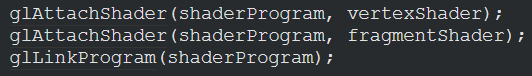 glAttachShader(shaderProgram, vertexShader);
glAttachShader(shaderProgram, fragmentShader);
glLinkProgram(shaderProgram);